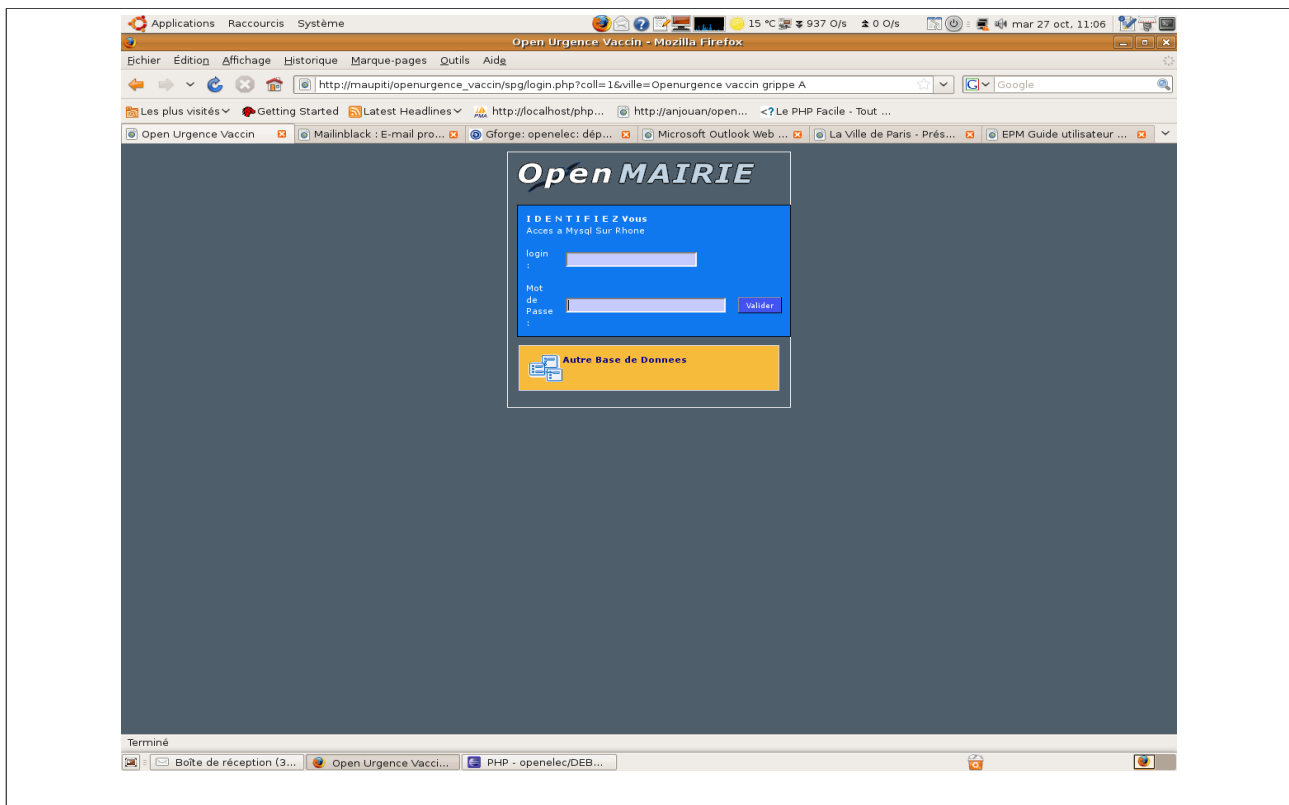 Applications Raccourcis Système 15 °C 937 O/s 0 O/s mar 27 oct, 11:06
Open Urgence Vaccin - Mozilla Firefox
Fichier Édition Affichage Historique Marque-pages Outils Aide
http://maupiti/openurgence_vaccin/spg/login.php?coll=1&ville=Openurgence vaccin grippe A G Google
Les plus visités Getting Started Latest Headlines http://localhost/php... http://anjouan/open... <? Le PHP Facile - Tout ...
Open Urgence Vaccin Mailinblack : E-mail pro... Gforge: openelec: dép... Microsoft Outlook Web ... La Ville de Paris - Prés... EPM Guide utilisateur ...
Open MAIRIE
I D E N T I F I E Z Vous
Acces a Mysql Sur Rhone
login
:
Mot
de
Passe
:
Valider
Autre Base de Donnees
Terminé
Boîte de réception (3... Open Urgence Vacci... PHP - openelec/DEB...